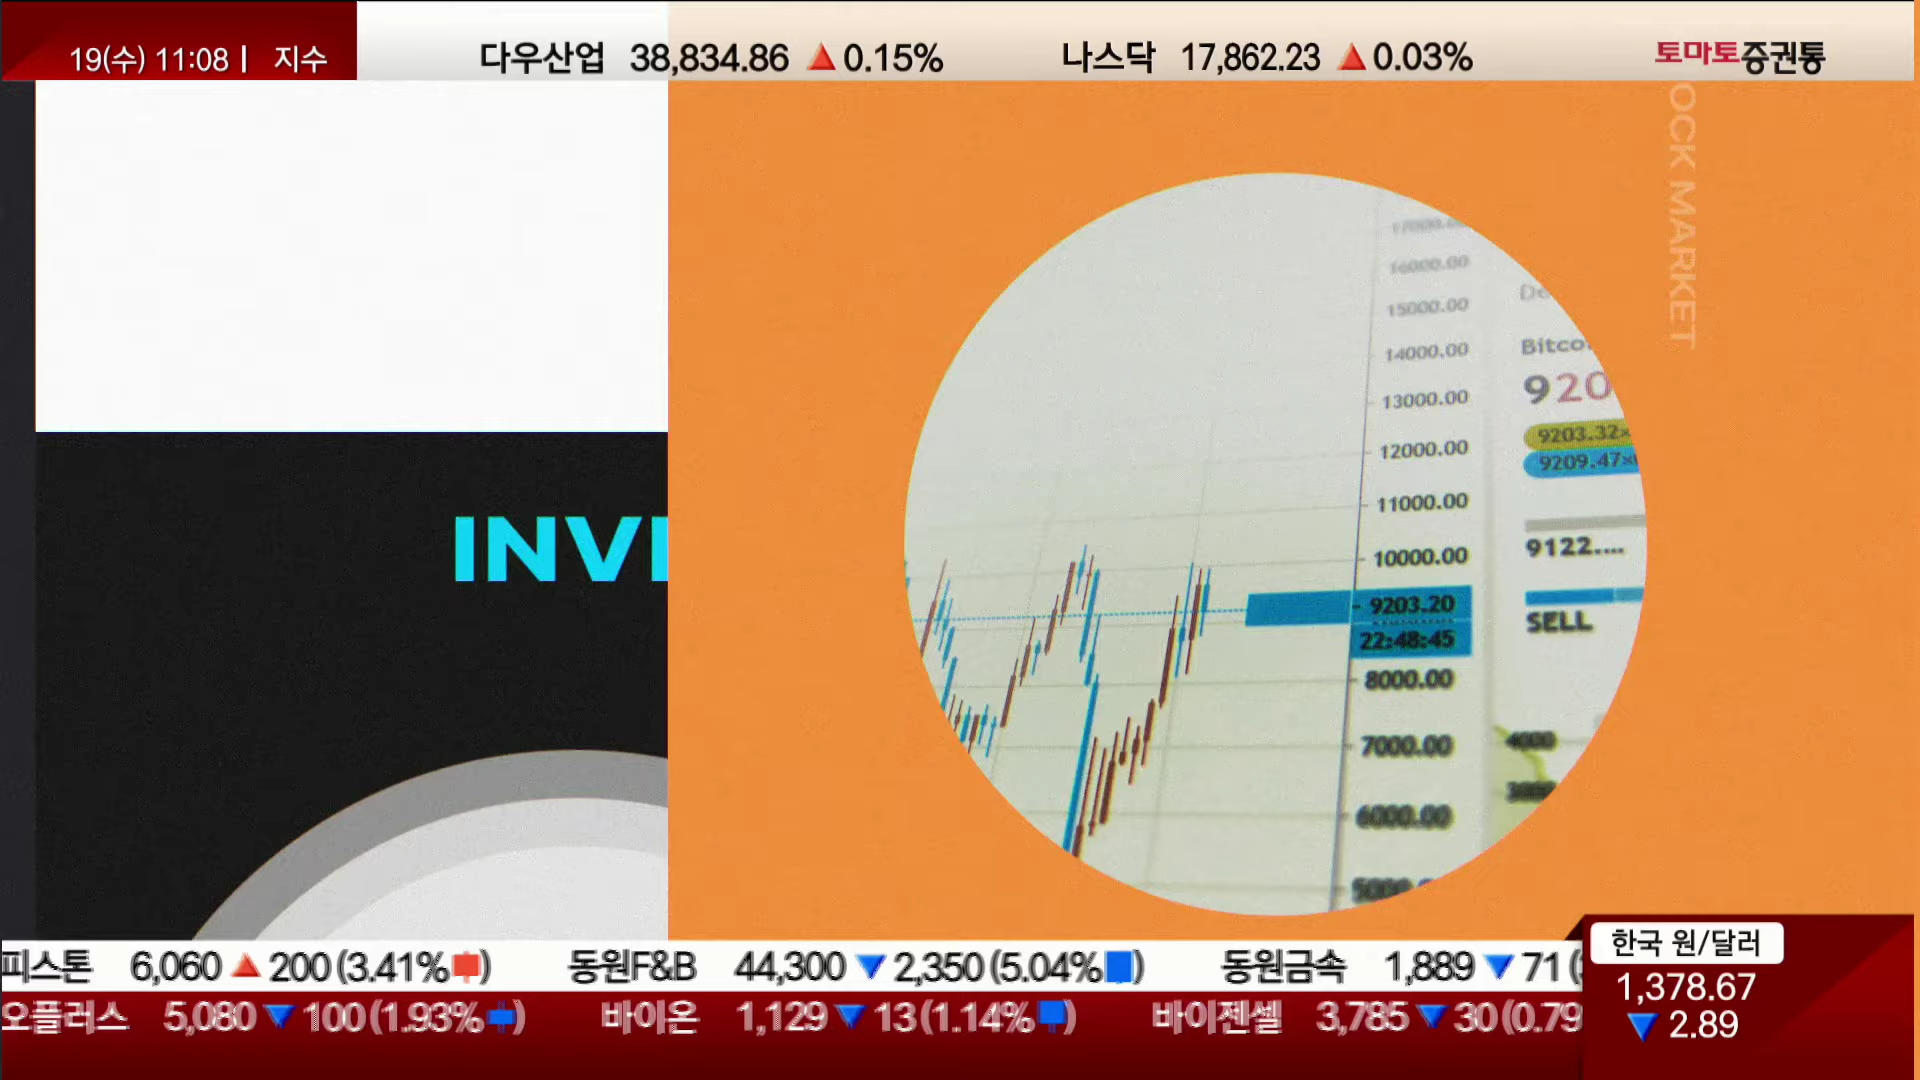 19(수) 11:08 | 지수
다우산업 38,834.86 ▲ 0.15%
나스닥 17,862.23 ▲ 0.03%
토마토증권통
OCK MARKET
INVE
16000.00
15000.00
14000.00
13000.00
12000.00
11000.00
10000.00
9203.20
22:48:45
8000.00
7000.00
6000.00
Bitco
920
9203.32
9209.47
9122....
SELL
4000
피스톤 6,060 ▲ 200 (3.41%) 동원F&B 44,300 ▼ 2,350 (5.04%) 동원금속 1,889 ▼ 71
오플러스 5,080 ▼ 100 (1.93%) 바이온 1,129 ▼ 13 (1.14%) 바이젠셀 3,785 ▼ 30 (0.79
한국 원/달러
1,378.67
▼ 2.89